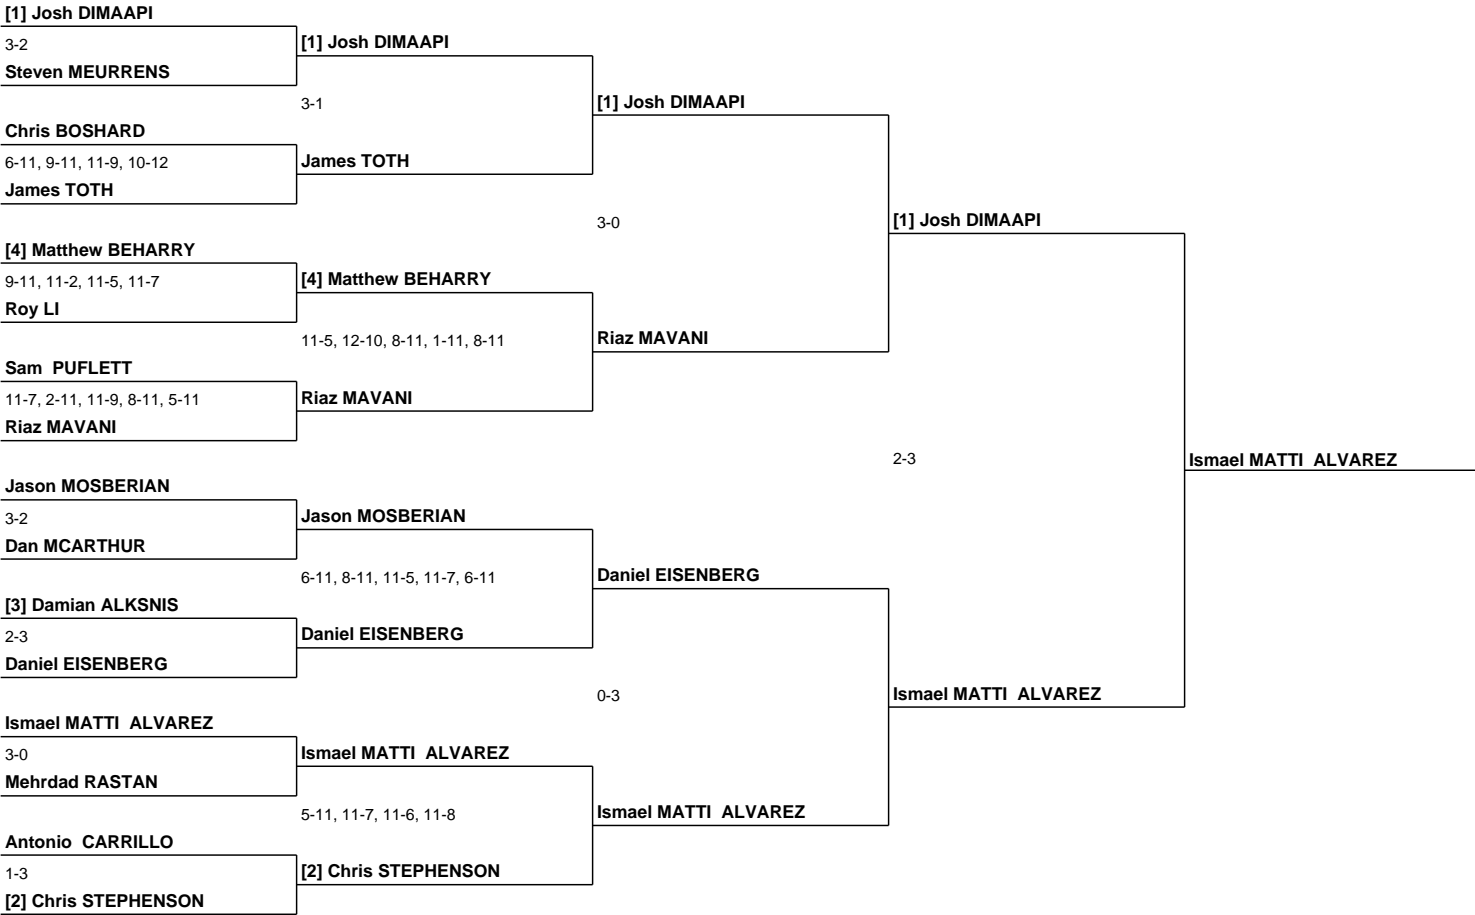 [1] Josh DIMAAPI
3-2
Steven MEURRENS
Chris BOSHARD
6-11, 9-11, 11-9, 10-12
James TOTH
[4] Matthew BEHARRY
9-11, 11-2, 11-5, 11-7
Roy LI
Sam PUFLETT
11-7, 2-11, 11-9, 8-11, 5-11
Riaz MAVANI
Jason MOSBERIAN
3-2
Dan MCARTHUR
[3] Damian ALKSNIS
2-3
Daniel EISENBERG
Ismael MATTI ALVAREZ
3-0
Mehrdad RASTAN
Antonio CARRILLO
1-3
[2] Chris STEPHENSON
[1] Josh DIMAAPI
3-1
James TOTH
[4] Matthew BEHARRY
11-5, 12-10, 8-11, 1-11, 8-11
Riaz MAVANI
Jason MOSBERIAN
6-11, 8-11, 11-5, 11-7, 6-11
Daniel EISENBERG
Ismael MATTI ALVAREZ
5-11, 11-7, 11-6, 11-8
[2] Chris STEPHENSON
[1] Josh DIMAAPI
3-0
Riaz MAVANI
Daniel EISENBERG
0-3
Ismael MATTI ALVAREZ
[1] Josh DIMAAPI
2-3
Ismael MATTI ALVAREZ
Ismael MATTI ALVAREZ